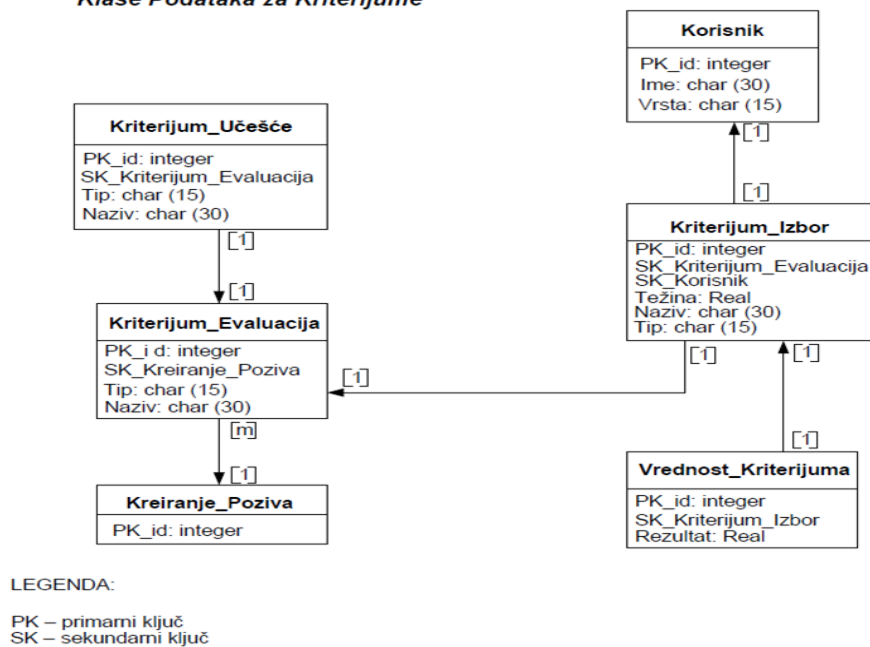 Klase Podataka za Kriterijume
Korisnik
PK_id: integer
Ime: char (30)
Vrsta: char (15)
[1]
[1]
Kriterijum_Učešće
PK_id: integer
SK_Kriterijum_Evaluacija
Tip: char (15)
Naziv: char (30)
[1]
[1]
Kriterijum_Izbor
PK_id: integer
SK_Kriterijum_Evaluacija
SK_Korisnik
Težina: Real
Naziv: char (30)
Tip: char (15)
[1]
[1]
Kriterijum_Evaluacija
PK_i d: integer
SK_Kreiranje_Poziva
Tip: char (15)
Naziv: char (30)
[1]
[m]
[1]
[1]
Kreiranje_Poziva
PK_id: integer
Vrednost_Kriterijuma
PK_id: integer
SK_Kriterijum_Izbor
Rezultat: Real
LEGENDA:
PK – primarni ključ
SK – sekundarni ključ